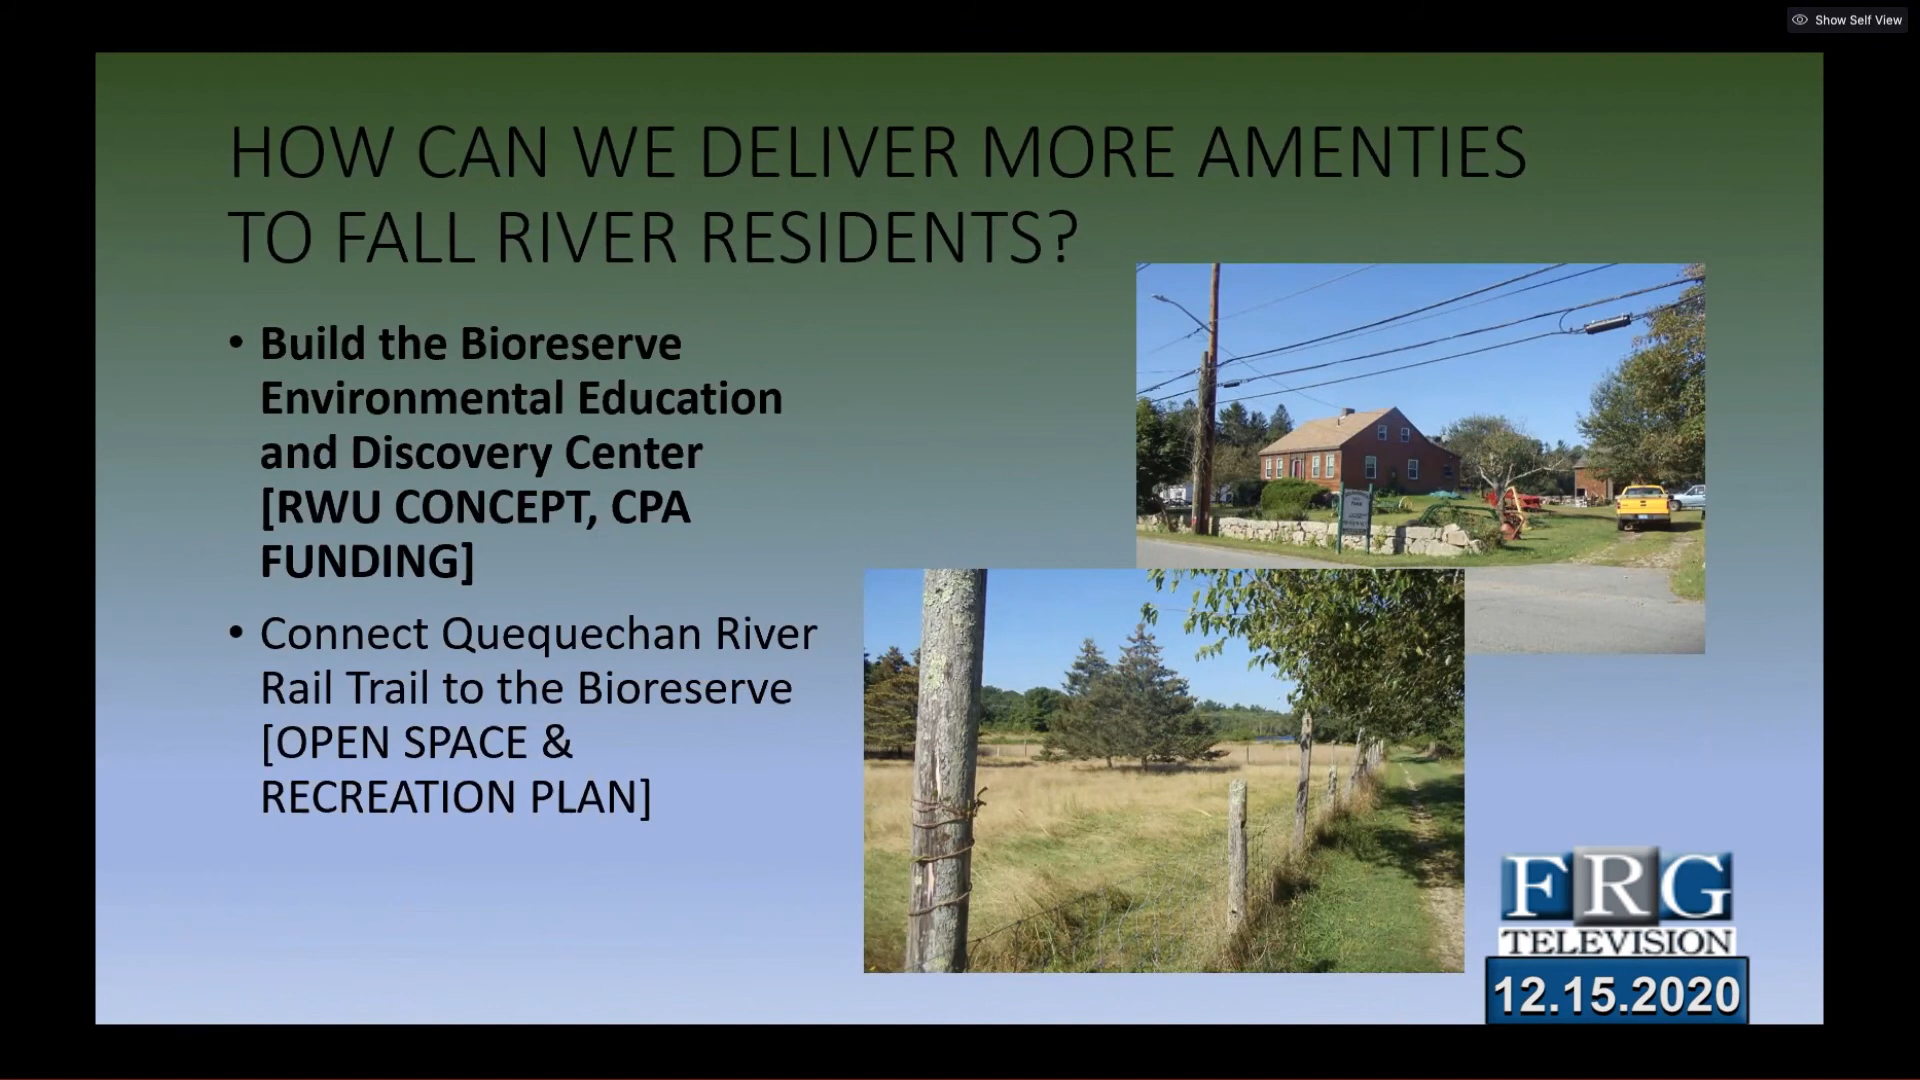 Show Self View
HOW CAN WE DELIVER MORE AMENTIES
TO FALL RIVER RESIDENTS?
• Build the Bioreserve
Environmental Education
and Discovery Center
[RWU CONCEPT, CPA
FUNDING]
• Connect Quequechan River
Rail Trail to the Bioreserve
[OPEN SPACE &
RECREATION PLAN]
FRG
TELEVISION
12.15.2020